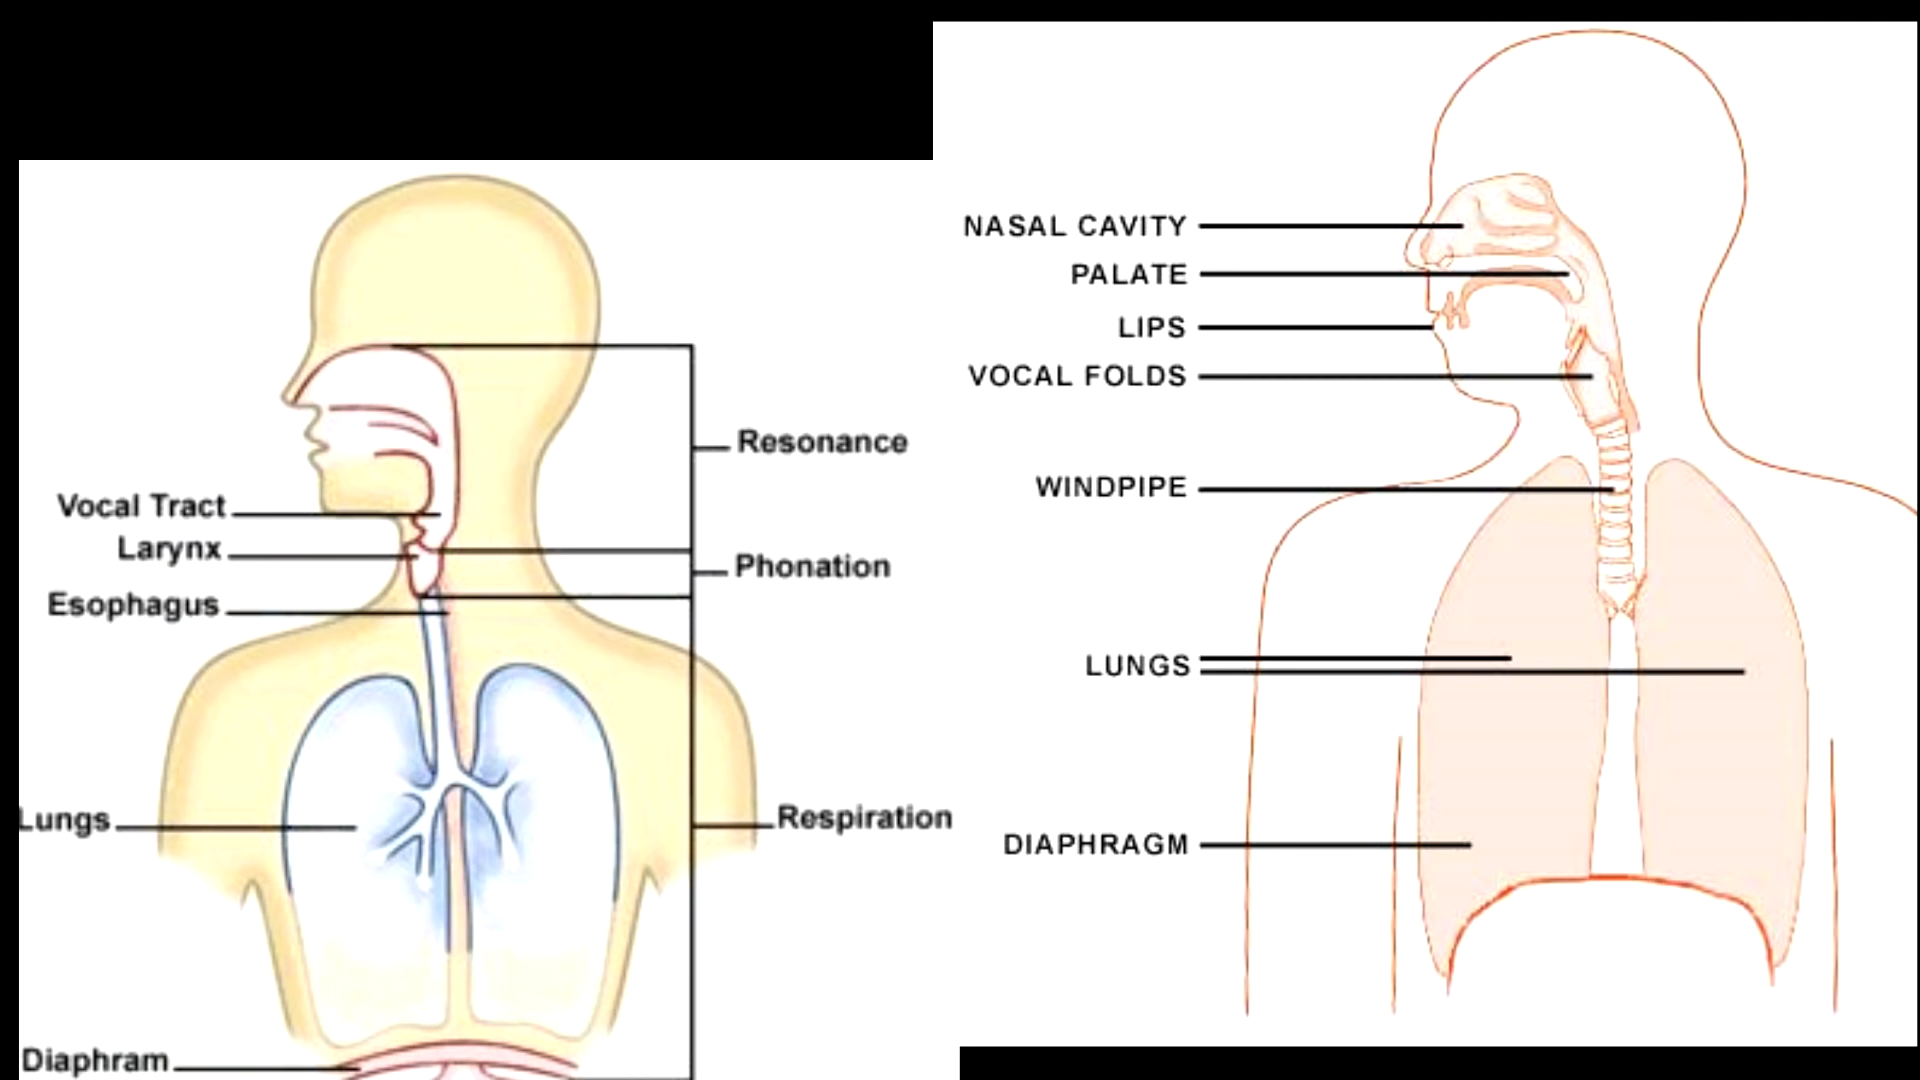 Resonance
Vocal Tract
Larynx
Phonation
Esophagus
Lungs
Respiration
Diaphram
NASAL CAVITY
PALATE
LIPS
VOCAL FOLDS
WINDPIPE
LUNGS
DIAPHRAGM